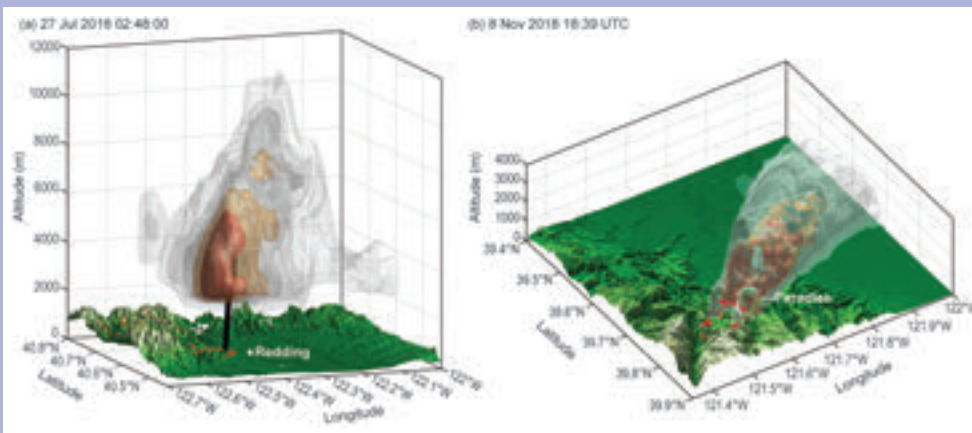 (a) 27 Jul 2018 02:48:00
12000
10000
8000
6000
4000
2000
0
Altitude (m)
40.8°N
40.7°N
40.6°N
40.5°N
Latitude
+Redding
122.7°W
122.6°W
122.5°W
122.4°W
122.3°W
122.2°W
122.1°W
122°W
Longitude
(b) 8 Nov 2018 18:39 UTC
4000
3000
2000
1000
0
Altitude (m)
39.4°N
39.5°N
39.6°N
39.7°N
39.8°N
39.9°N
Latitude
Paradise
121.4°W
121.5°W
121.6°W
121.7°W
121.8°W
121.9°W
122°W
Longitude